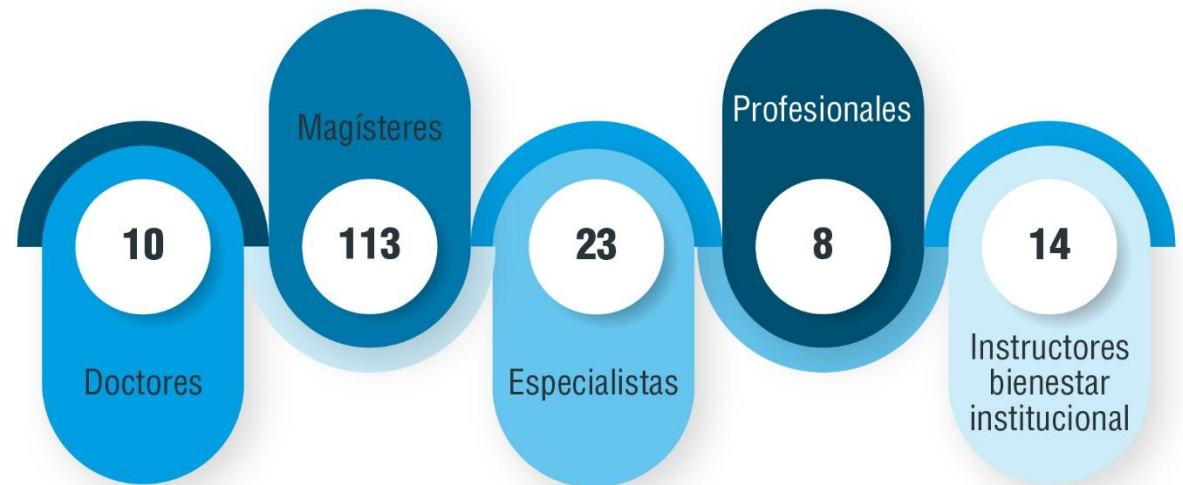 10
Doctores
Magísteres
113
23
Especialistas
Profesionales
8
14
Instructores
bienestar
institucional